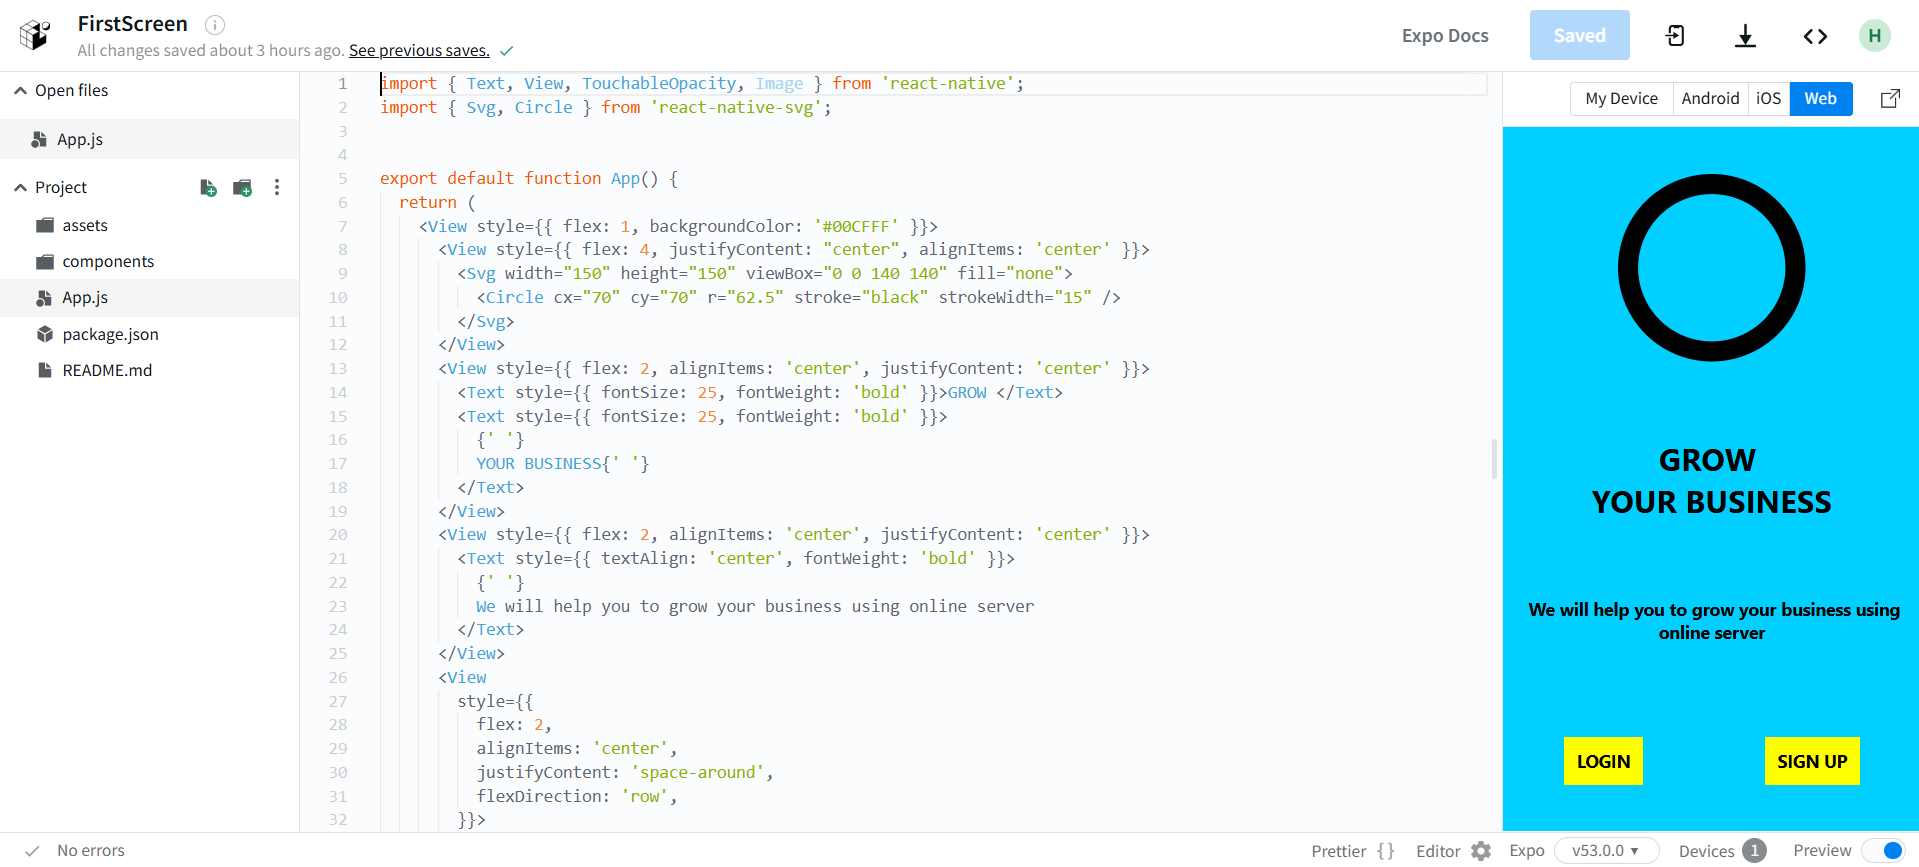 FirstScreen
All changes saved about 3 hours ago. See previous saves.
Expo Docs
Saved
H
Open files
App.js
Project
assets
components
App.js
package.json
README.md
1 import { Text, View, TouchableOpacity, Image } from 'react-native';
2 import { Svg, Circle } from 'react-native-svg';
3
4
5 export default function App() {
6 return (
7 <View style={{ flex: 1, backgroundColor: '#00CFFF' }}>
8 <View style={{ flex: 4, justifyContent: "center", alignItems: 'center' }}>
9 <Svg width="150" height="150" viewBox="0 0 140 140" fill="none">
10 <Circle cx="70" cy="70" r="62.5" stroke="black" strokeWidth="15" />
11 </Svg>
12 </View>
13 <View style={{ flex: 2, alignItems: 'center', justifyContent: 'center' }}>
14 <Text style={{ fontSize: 25, fontWeight: 'bold' }}>GROW </Text>
15 <Text style={{ fontSize: 25, fontWeight: 'bold' }}>
16 {' '}
17 YOUR BUSINESS{' '}
18 </Text>
19 </View>
20 <View style={{ flex: 2, alignItems: 'center', justifyContent: 'center' }}>
21 <Text style={{ textAlign: 'center', fontWeight: 'bold' }}>
22 {' '}
23 We will help you to grow your business using online server
24 </Text>
25 </View>
26 <View
27 style={{
28 flex: 2,
29 alignItems: 'center',
30 justifyContent: 'space-around',
31 flexDirection: 'row',
32 }}>
My Device Android iOS Web
GROW
YOUR BUSINESS
We will help you to grow your business using
online server
LOGIN
SIGN UP
No errors
Prettier { }
Editor
Expo v53.0.0
Devices 1
Preview